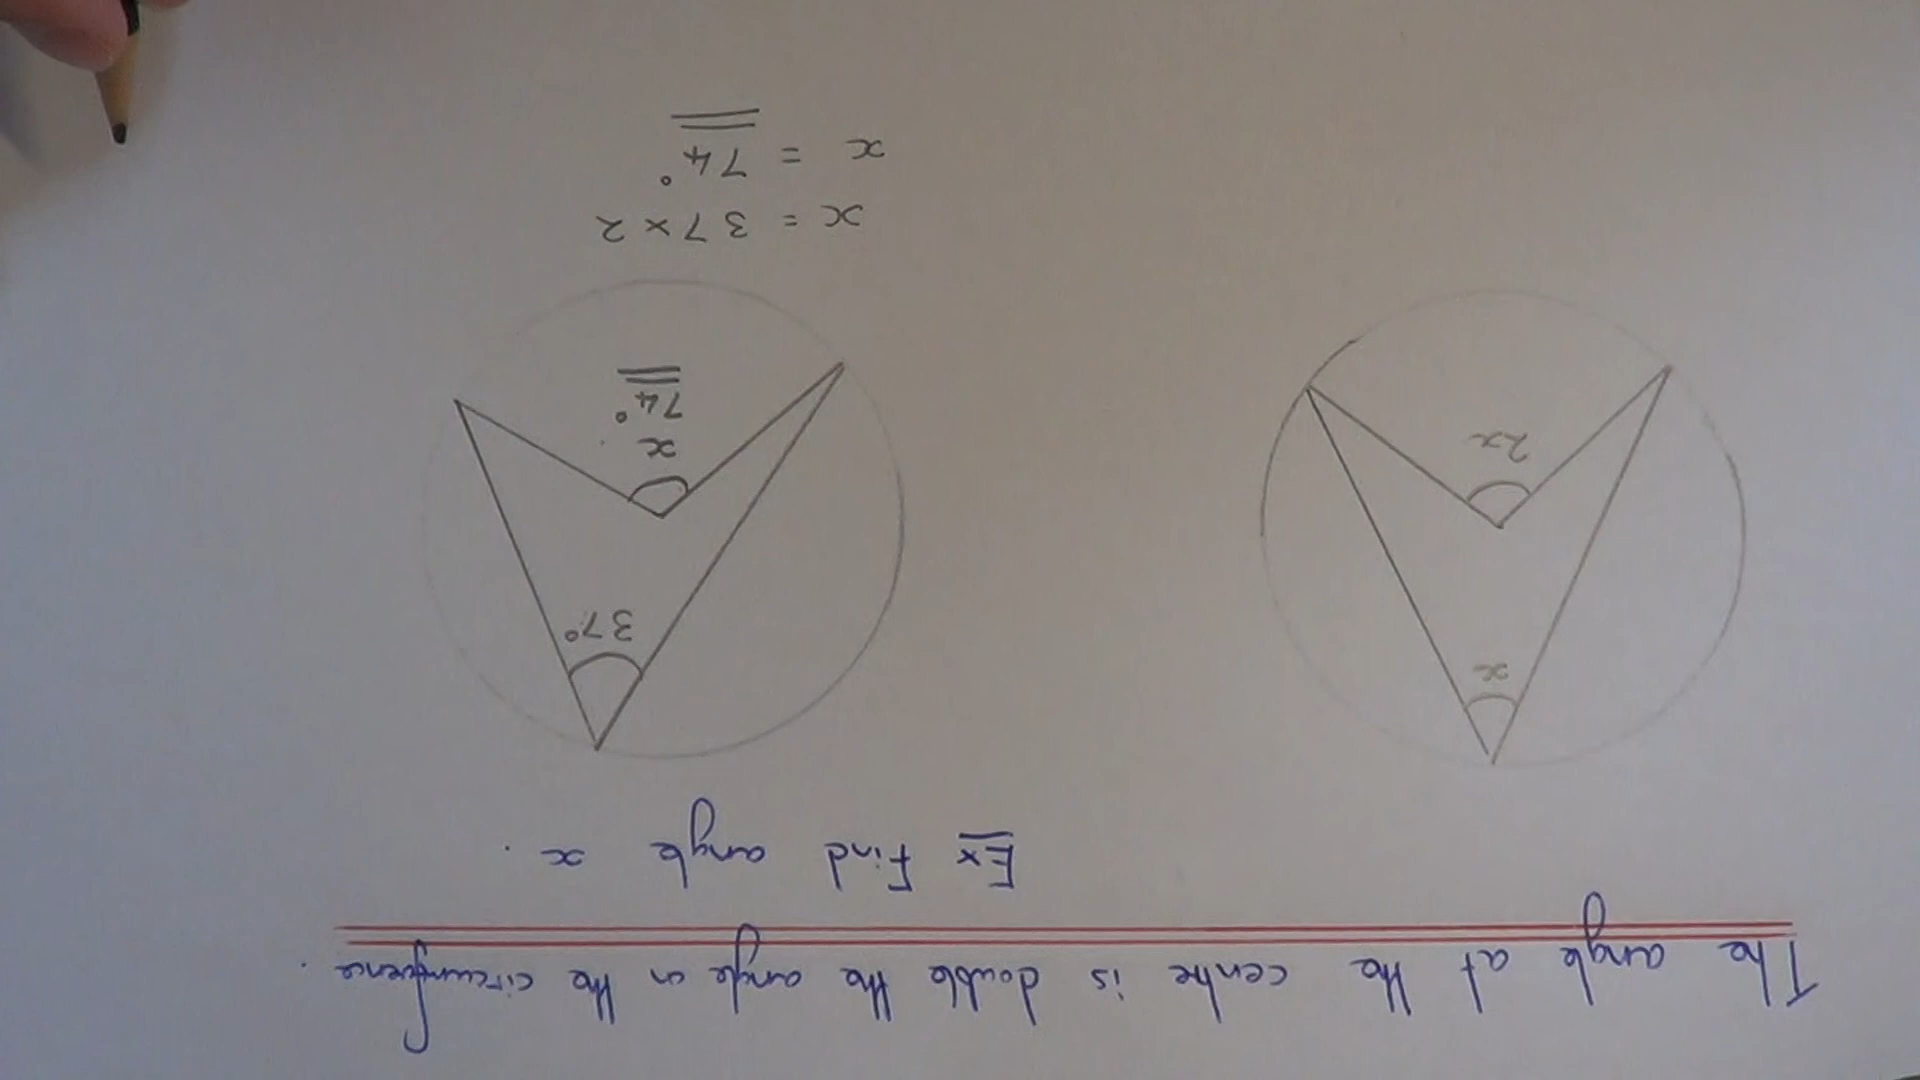 The angle at the centre is double the angle on the circumference.
Ex Find angle x.
x
2x
37°
x
74°
x = 37 × 2
x = 74°